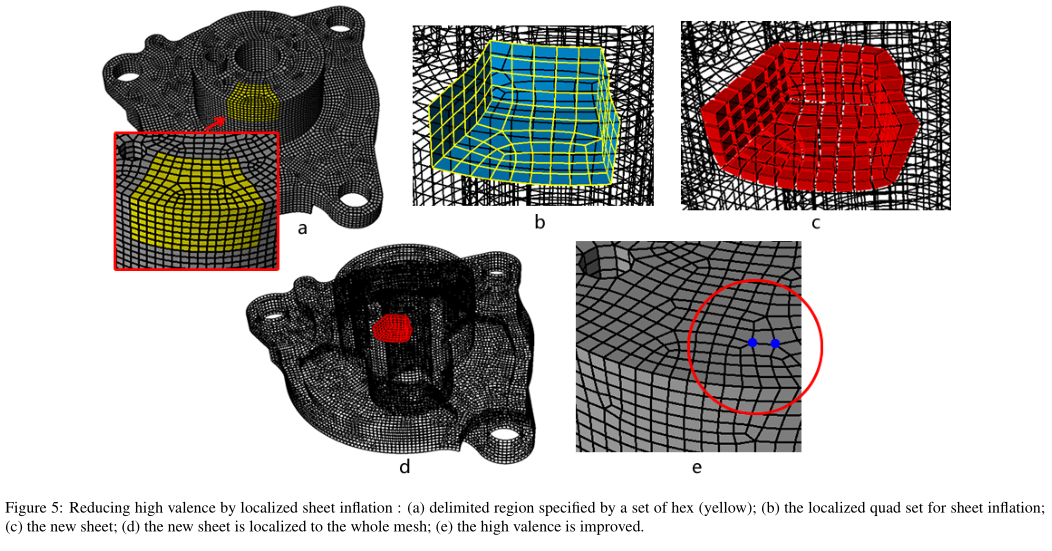 a
b
c
d
e
Figure 5: Reducing high valence by localized sheet inflation : (a) delimited region specified by a set of hex (yellow); (b) the localized quad set for sheet inflation;
(c) the new sheet; (d) the new sheet is localized to the whole mesh; (e) the high valence is improved.